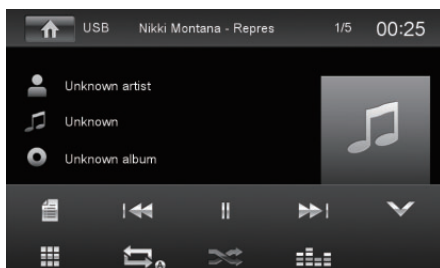 USB Nikki Montana - Repres 1/5 00:25
Unknown artist
Unknown
Unknown album